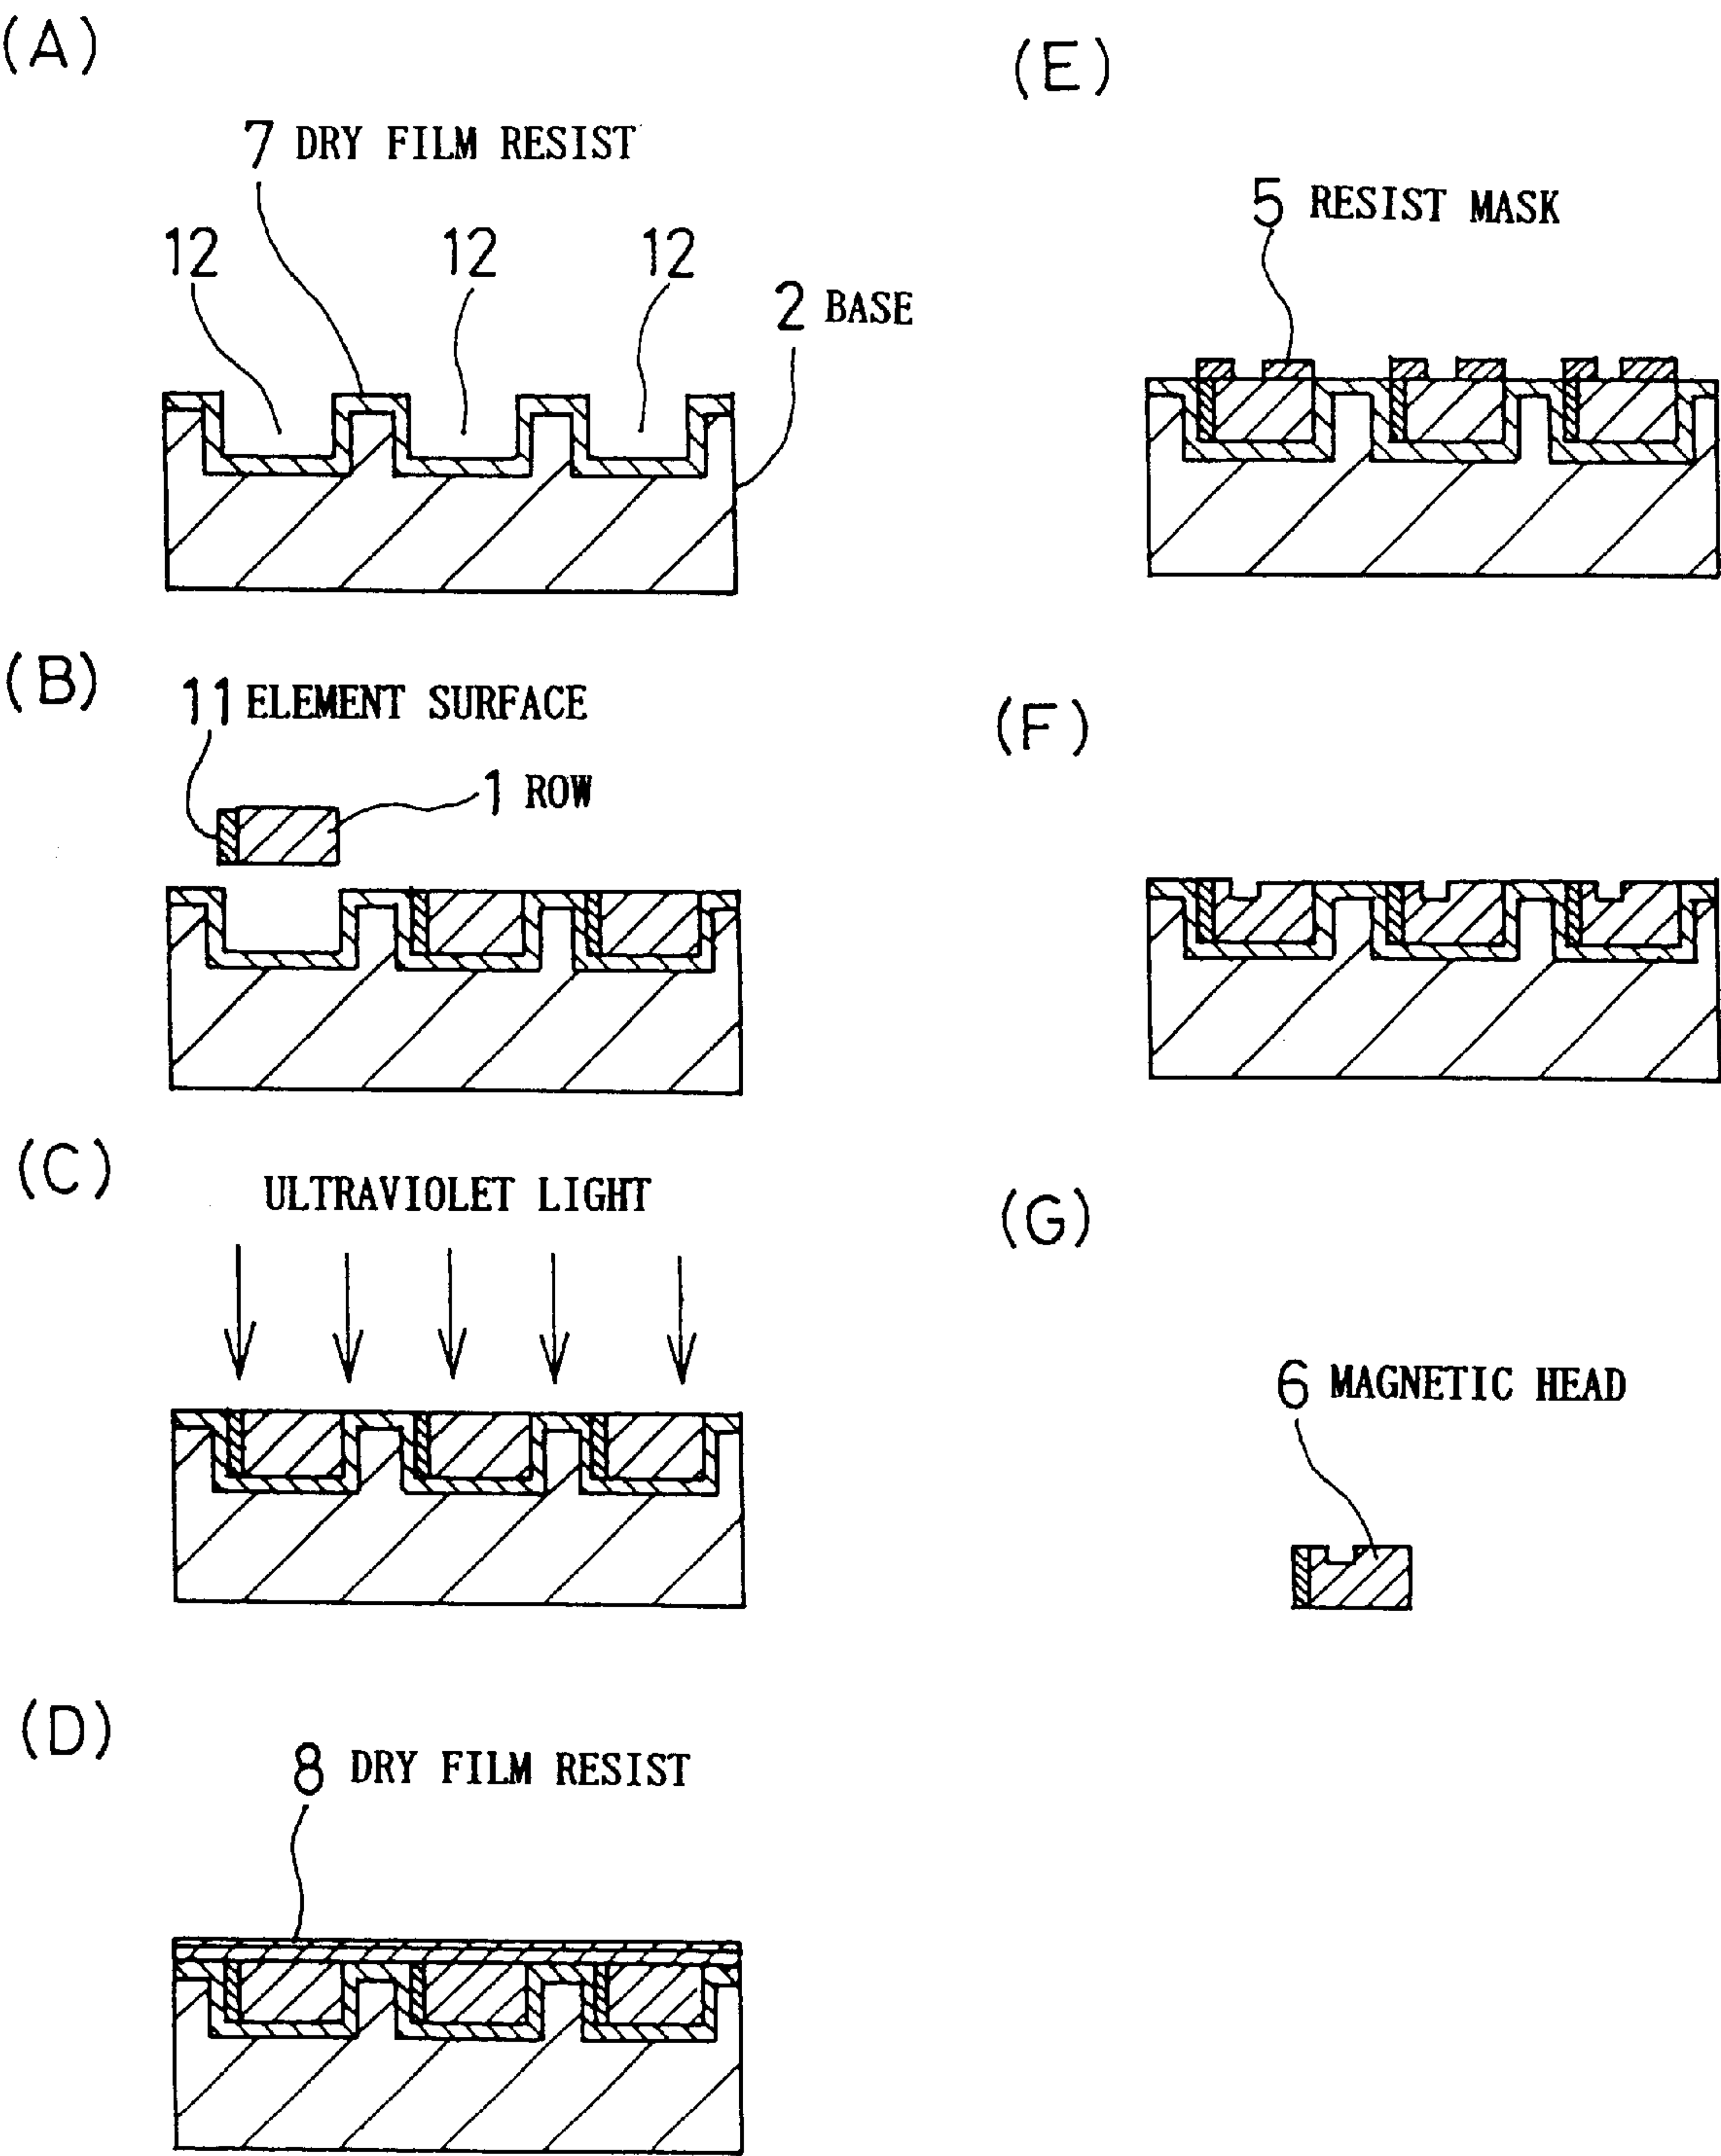 (A)
7 DRY FILM RESIST
12 12 12
2 BASE
(B)
11 ELEMENT SURFACE
1 ROW
(C)
ULTRAVIOLET LIGHT
(D)
8 DRY FILM RESIST
(E)
5 RESIST MASK
(F)
(G)
6 MAGNETIC HEAD